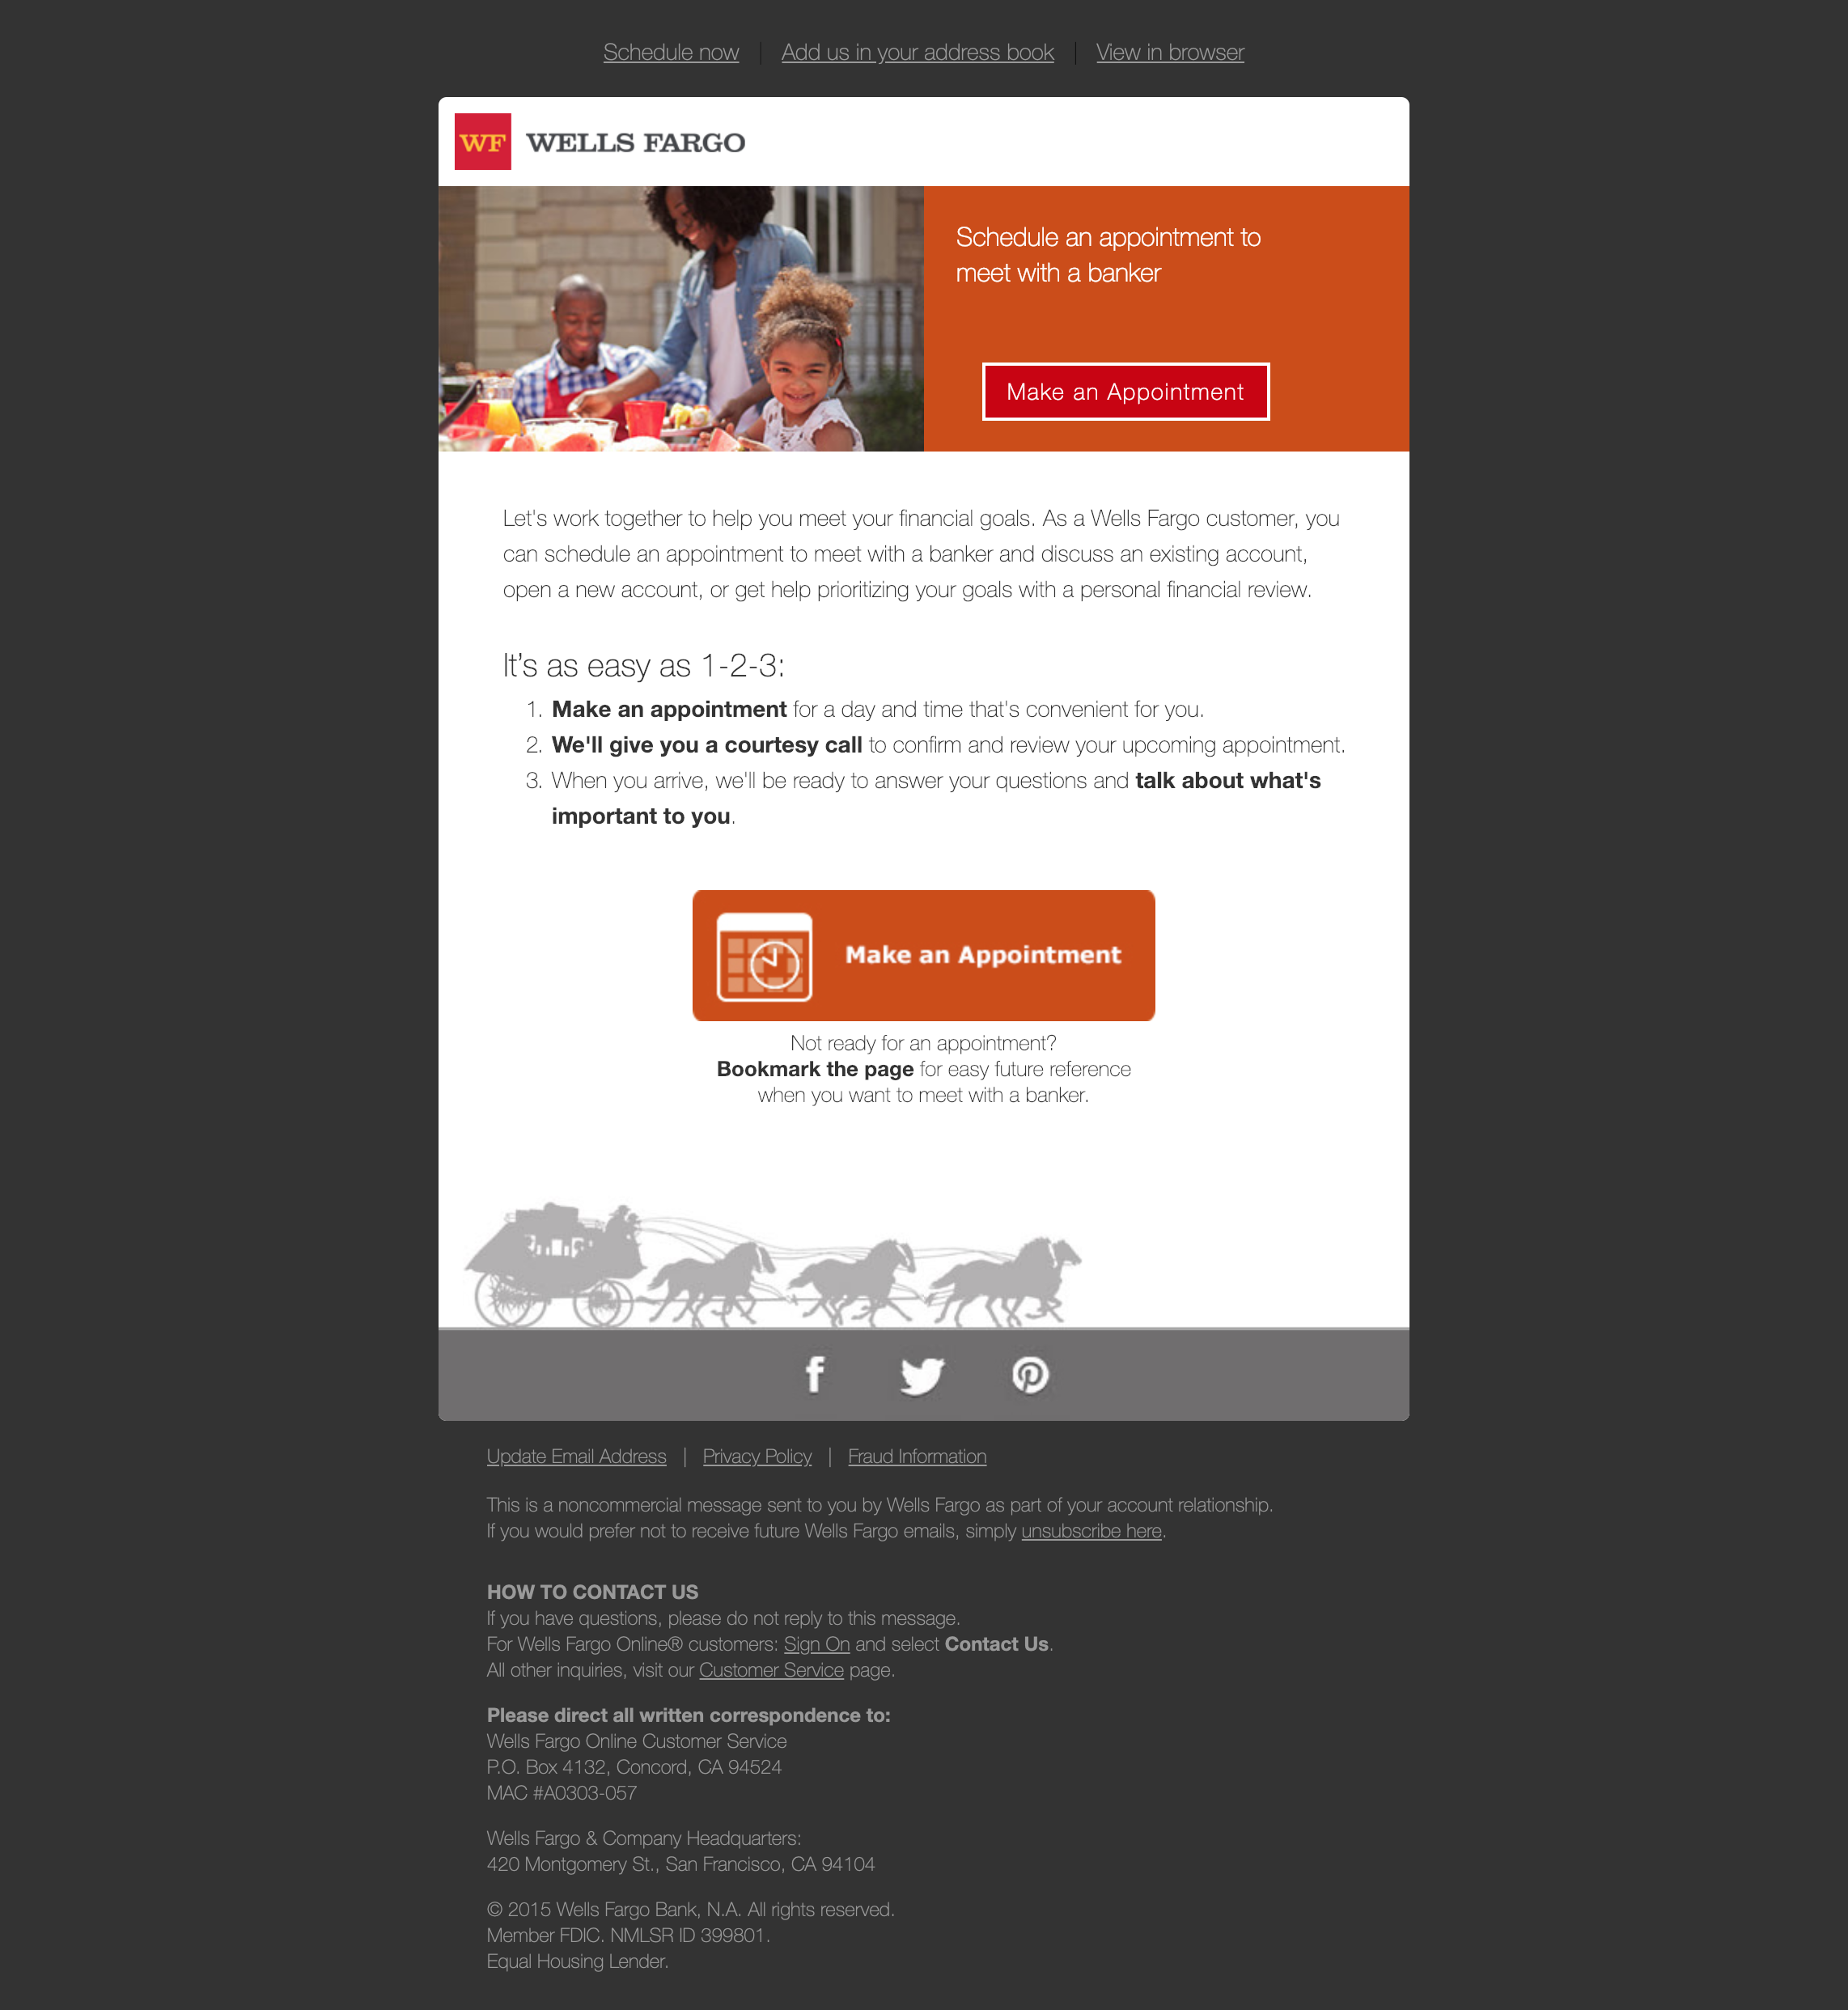 Schedule now | Add us in your address book | View in browser
WF WELLS FARGO
Schedule an appointment to
meet with a banker
Make an Appointment
Let's work together to help you meet your financial goals. As a Wells Fargo customer, you
can schedule an appointment to meet with a banker and discuss an existing account,
open a new account, or get help prioritizing your goals with a personal financial review.
It’s as easy as 1-2-3:
1. Make an appointment for a day and time that's convenient for you.
2. We'll give you a courtesy call to confirm and review your upcoming appointment.
3. When you arrive, we'll be ready to answer your questions and talk about what's
important to you.
Make an Appointment
Not ready for an appointment?
Bookmark the page for easy future reference
when you want to meet with a banker.
Update Email Address | Privacy Policy | Fraud Information
This is a noncommercial message sent to you by Wells Fargo as part of your account relationship.
If you would prefer not to receive future Wells Fargo emails, simply unsubscribe here.
HOW TO CONTACT US
If you have questions, please do not reply to this message.
For Wells Fargo Online® customers: Sign On and select Contact Us.
All other inquiries, visit our Customer Service page.
Please direct all written correspondence to:
Wells Fargo Online Customer Service
P.O. Box 4132, Concord, CA 94524
MAC #A0303-057
Wells Fargo & Company Headquarters:
420 Montgomery St., San Francisco, CA 94104
© 2015 Wells Fargo Bank, N.A. All rights reserved.
Member FDIC. NMLSR ID 399801.
Equal Housing Lender.